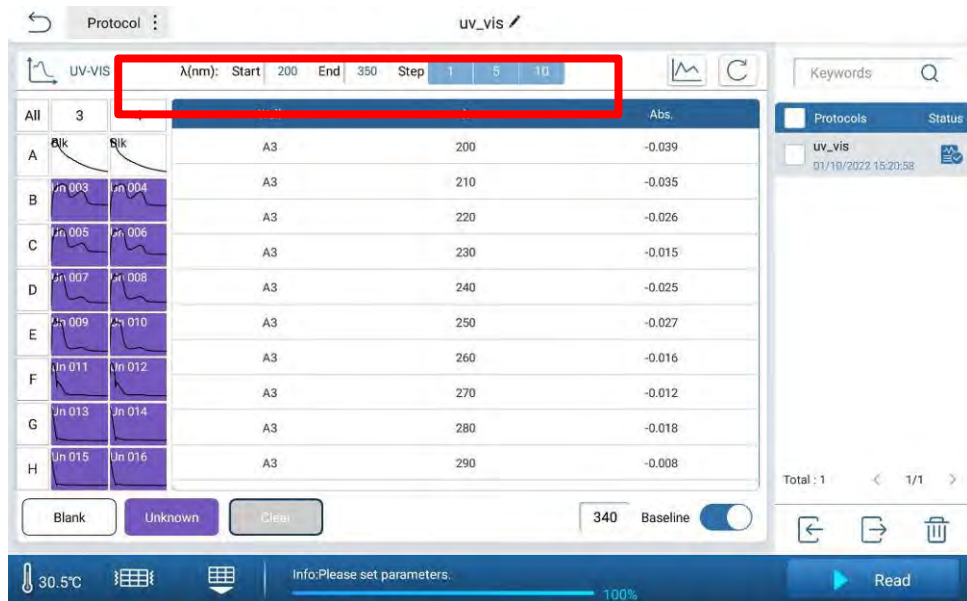 Protocol
uv_vis
UV-VIS
λ(nm): Start 200 End 350 Step 1 5 10
Keywords
All 3
Abs.
Protocols Status
A Blk Blk
A3 200 -0.039
uv_vis
01/10/2022 15:20:58
B Un 003 Un 004
A3 210 -0.035
A3 220 -0.026
C Un 005 Un 006
A3 230 -0.015
D Un 007 Un 008
A3 240 -0.025
E Un 009 Un 010
A3 250 -0.027
A3 260 -0.016
F Un 011 Un 012
A3 270 -0.012
G Un 013 Un 014
A3 280 -0.018
H Un 015 Un 016
A3 290 -0.008
Total : 1 < 1/1 >
Blank Unknown Clear
340 Baseline
30.5℃
Info:Please set parameters.
100%
Read